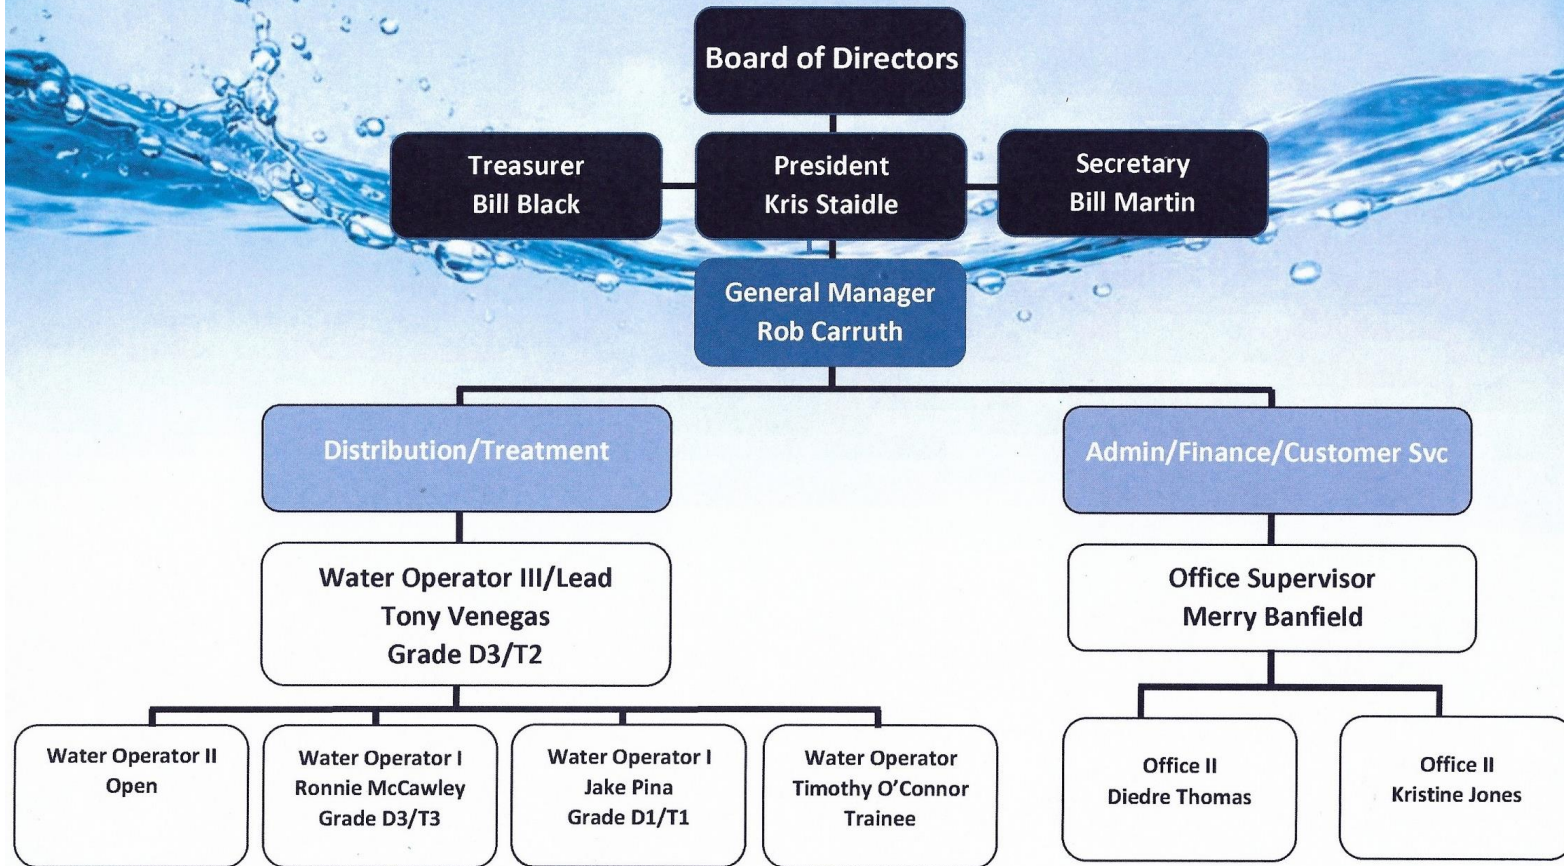 Board of Directors
Treasurer
Bill Black
President
Kris Staidle
Secretary
Bill Martin
General Manager
Rob Carruth
Distribution/Treatment
Admin/Finance/Customer Svc
Water Operator III/Lead
Tony Venegas
Grade D3/T2
Office Supervisor
Merry Banfield
Water Operator II
Open
Water Operator I
Ronnie McCawley
Grade D3/T3
Water Operator I
Jake Pina
Grade D1/T1
Water Operator
Timothy O’Connor
Trainee
Office II
Diedre Thomas
Office II
Kristine Jones